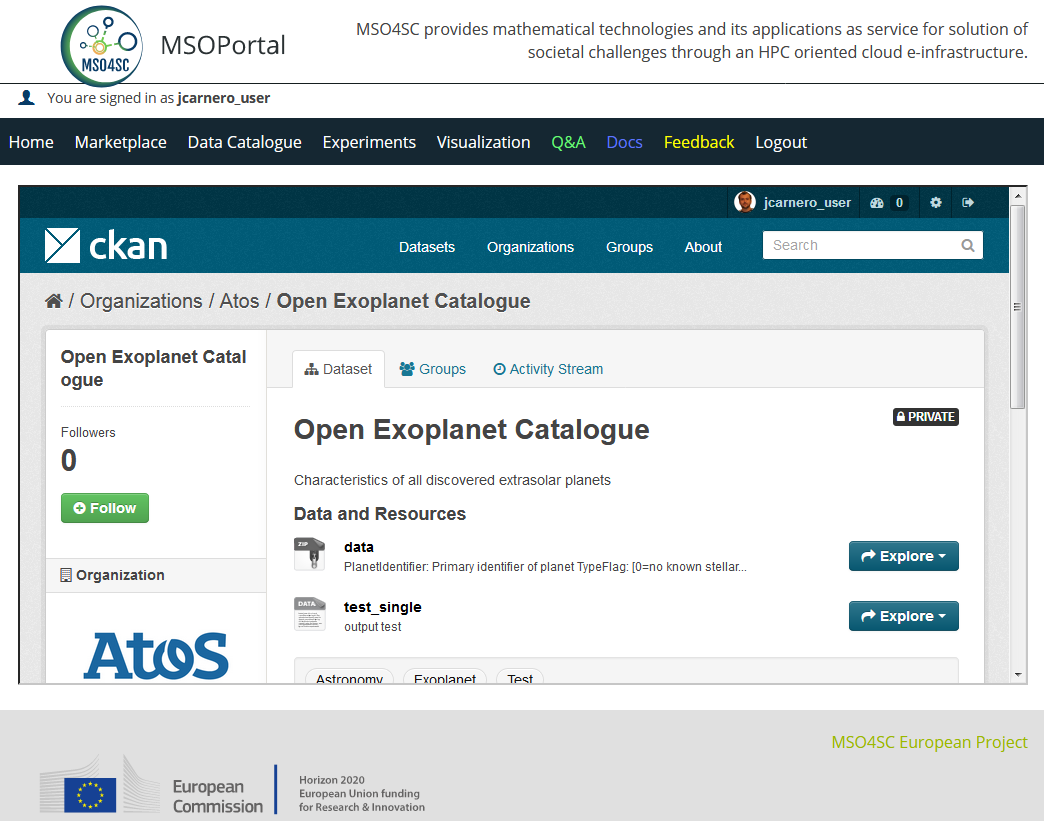 MSO4SC
MSOPortal
MSO4SC provides mathematical technologies and its applications as service for solution of
societal challenges through an HPC oriented cloud e-infrastructure.
You are signed in as jcarnero_user
Home Marketplace Data Catalogue Experiments Visualization Q&A Docs Feedback Logout
jcarnero_user 0
ckan Datasets Organizations Groups About Search
/ Organizations / Atos / Open Exoplanet Catalogue
Open Exoplanet Catal
ogue
Followers
0
Follow
Organization
Atos
Dataset Groups Activity Stream
PRIVATE
Open Exoplanet Catalogue
Characteristics of all discovered extrasolar planets
Data and Resources
ZIP
data
PlanetIdentifier: Primary identifier of planet TypeFlag: [0=no known stellar...
Explore
DATA
test_single
output test
Explore
Astronomy Exoplanet Test
MSO4SC European Project
European
Commission
Horizon 2020
European Union funding
for Research & Innovation